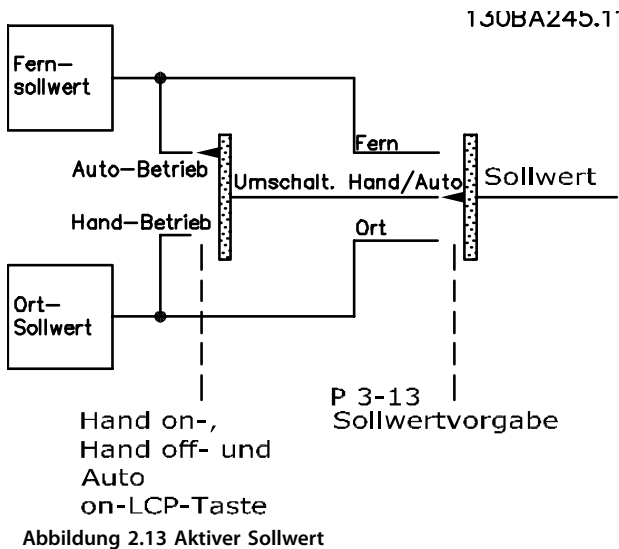 130BA245.11
Fern-
sollwert
Fern
Auto-Betrieb
Umschalt. Hand/Auto
Sollwert
Hand-Betrieb
Ort
Ort-
Sollwert
P 3-13
Sollwertvorgabe
Hand on-,
Hand off- und
Auto
on-LCP-Taste
Abbildung 2.13 Aktiver Sollwert